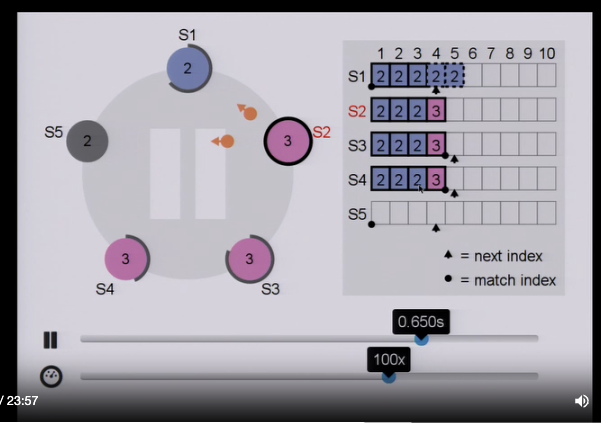 S1
2
S2
3
S5
2
S4
3
S3
3
1 2 3 4 5 6 7 8 9 10
S1 2 2 2 2 2
S2 2 2 2 3
S3 2 2 2 3
S4 2 2 2 3
S5
= next index
= match index
0.650s
100x
/ 23:57